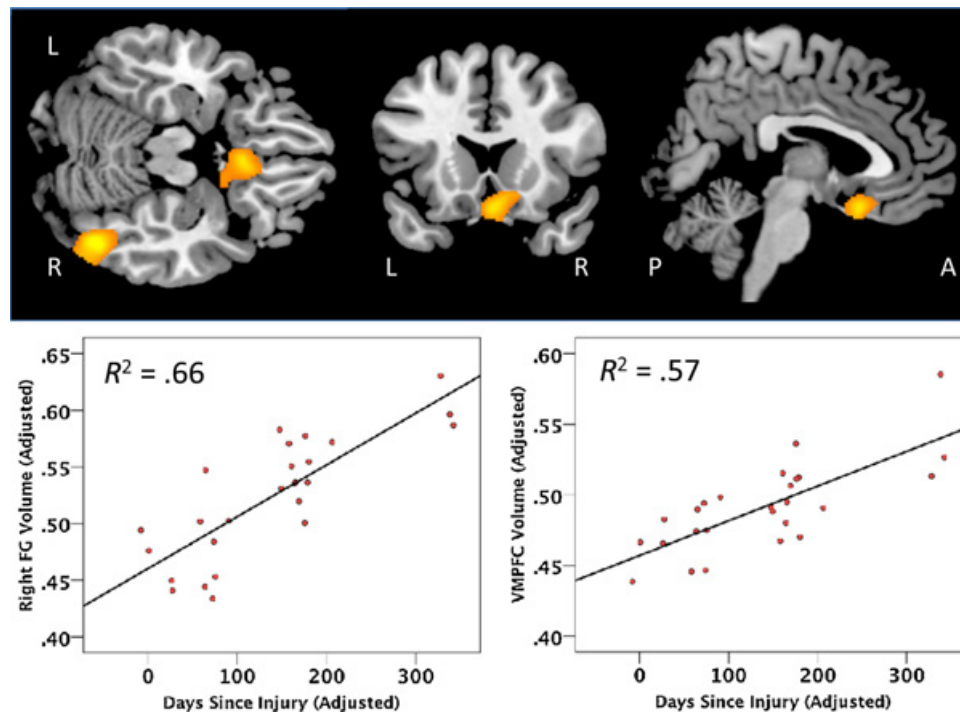 L
R
L
R
P
A
R² = .66
.65
.60
.55
.50
.45
.40
Right FG Volume (Adjusted)
0 100 200 300
Days Since Injury (Adjusted)
R² = .57
.60
.55
.50
.45
.40
VMPFC Volume (Adjusted)
0 100 200 300
Days Since Injury (Adjusted)